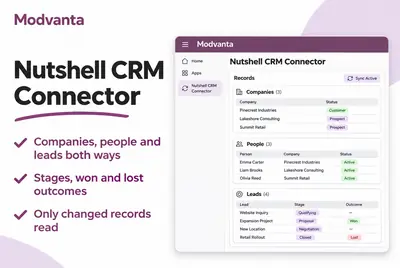 Modvanta
Nutshell CRM
Connector
Companies, people and
leads both ways
Stages, won and lost
outcomes
Only changed records
read
Modvanta
Home
Apps
Nutshell CRM
Connector
Nutshell CRM Connector
Records
Sync Active
Companies (3)
Company Status
Pinecrest Industries Customer
Lakeshore Consulting Prospect
Summit Retail Prospect
People (3)
Person Company Status
Emma Carter Pinecrest Industries Active
Liam Brooks Lakeshore Consulting Active
Olivia Reed Summit Retail Active
Leads (4)
Lead Stage Outcome
Website Inquiry Qualifying –
Expansion Project Proposal Won
New Location Negotiation –
Retail Rollout Closed Lost